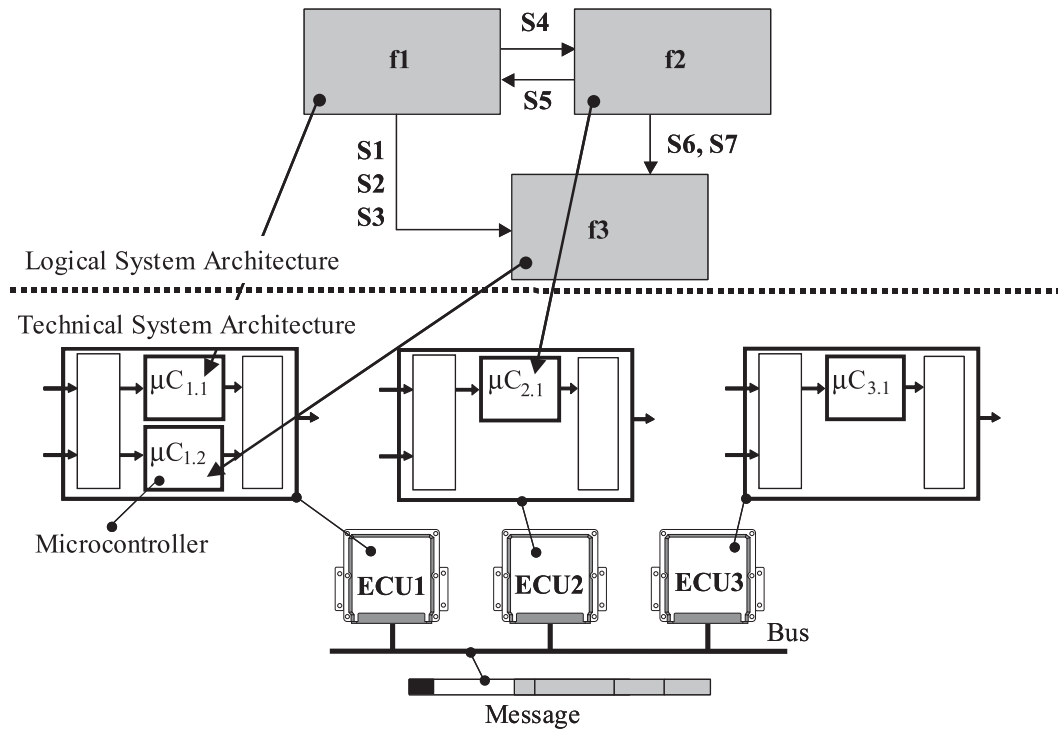 S4
f1
f2
S5
S1
S2
S3
S6, S7
f3
Logical System Architecture
Technical System Architecture
μC1.1
μC2.1
μC3.1
μC1.2
Microcontroller
ECU1
ECU2
ECU3
Bus
Message